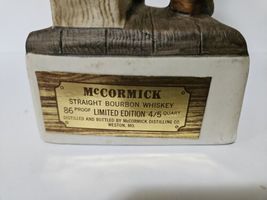 McCORMICK
STRAIGHT BOURBON WHISKEY
86 PROOF LIMITED EDITION 4/5 QUART
DISTILLED AND BOTTLED BY McCORMICK DISTILLING CO.
WESTON, MO.